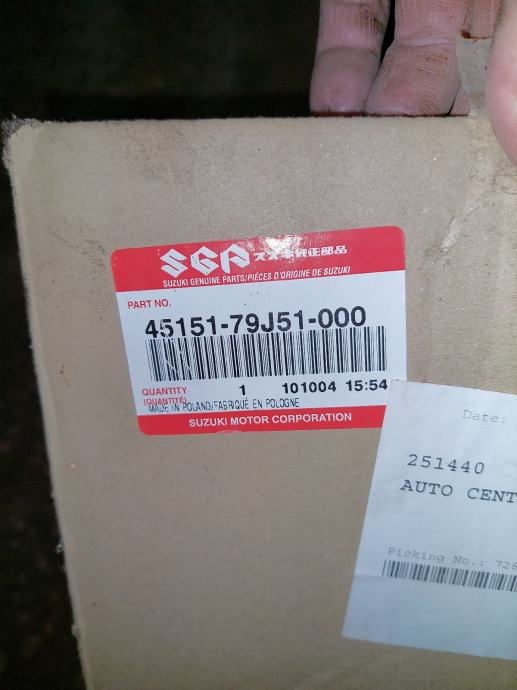 SGP スズキ純正部品
SUZUKI GENUINE PARTS/PIÈCES D'ORIGINE DE SUZUKI
PART NO.
45151-79J51-000
QUANTITY 1 101004 15:54
(QUANTITÉ)
MADE IN POLAND/FABRIQUÉ EN POLOGNE
SUZUKI MOTOR CORPORATION
Date:
251440
AUTO CENT
Picking No.: 728